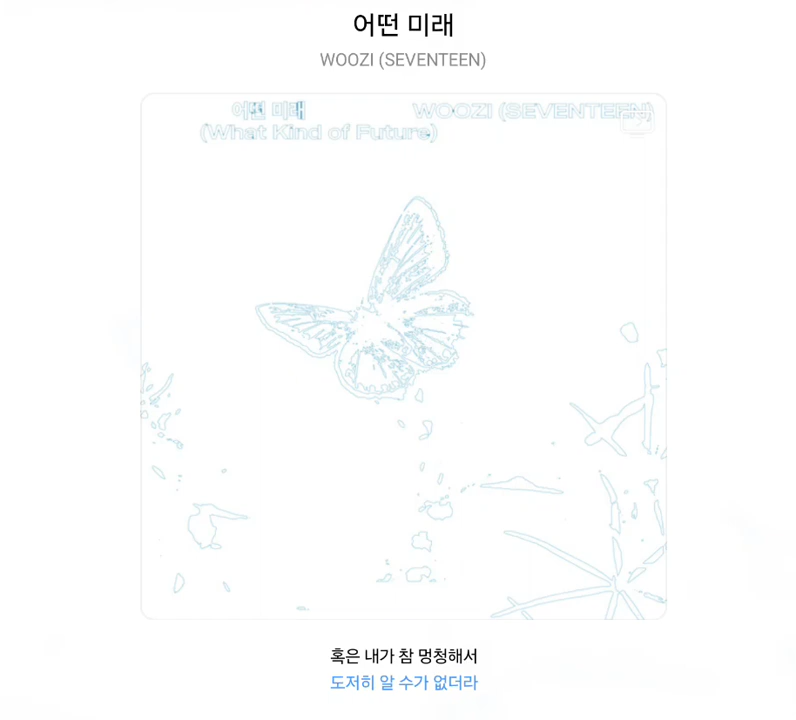 어떤 미래
WOOZI (SEVENTEEN)
어떤 미래
(What Kind of Future)
WOOZI (SEVENTEEN)
혹은 내가 참 멍청해서
도저히 알 수가 없더라